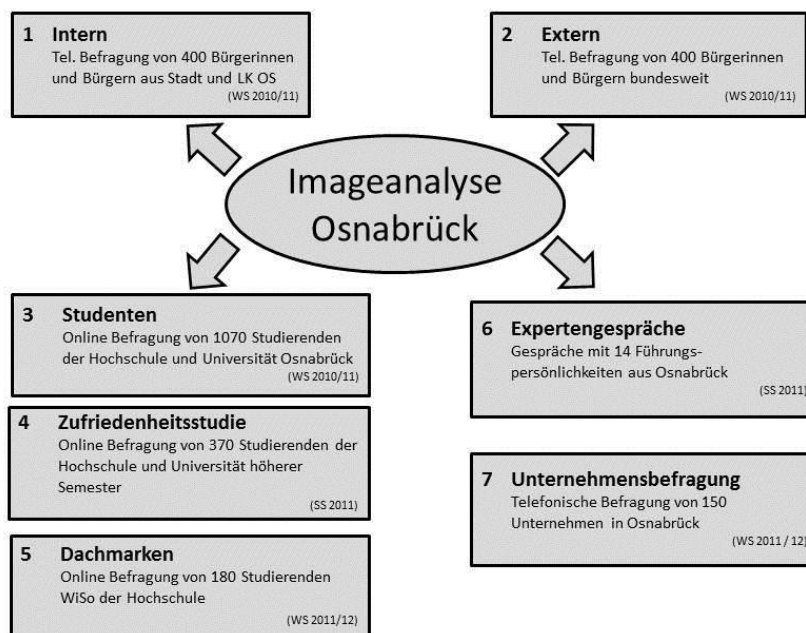 1 Intern
Tel. Befragung von 400 Bürgerinnen
und Bürgern aus Stadt und LK OS
(WS 2010/11)
2 Extern
Tel. Befragung von 400 Bürgerinnen
und Bürgern bundesweit
(WS 2010/11)
Imageanalyse
Osnabrück
3 Studenten
Online Befragung von 1070 Studierenden
der Hochschule und Universität Osnabrück
(WS 2010/11)
4 Zufriedenheitsstudie
Online Befragung von 370 Studierenden der
Hochschule und Universität höherer
Semester
(SS 2011)
5 Dachmarken
Online Befragung von 180 Studierenden
WiSo der Hochschule
(WS 2011/12)
6 Expertengespräche
Gespräche mit 14 Führungs-
persönlichkeiten aus Osnabrück
(SS 2011)
7 Unternehmensbefragung
Telefonische Befragung von 150
Unternehmen in Osnabrück
(WS 2011 / 12)